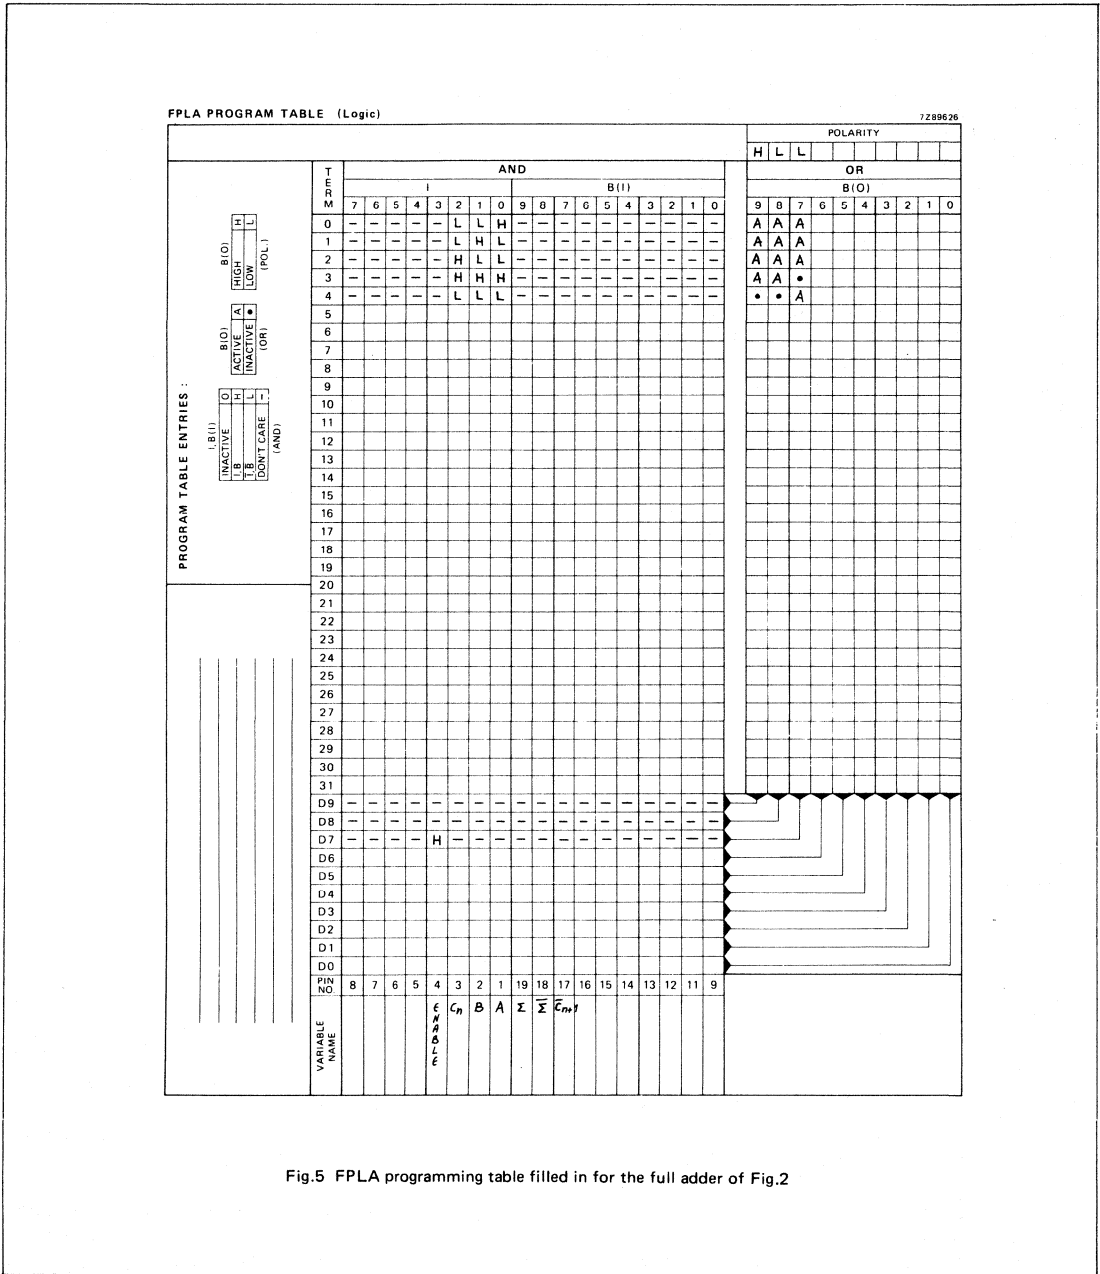 FPLA PROGRAM TABLE (Logic)
7Z89626
POLARITY
H L L
T E R M
AND
OR
I B(I)
B(O)
7 6 5 4 3 2 1 0 9 8 7 6 5 4 3 2 1 0
9 8 7 6 5 4 3 2 1 0
0 – – – – – L L H – – – – – – – – – – A A A
1 – – – – – L H L – – – – – – – – – – A A A
2 – – – – – H L L – – – – – – – – – – A A A
3 – – – – – H H H – – – – – – – – – – A A •
4 – – – – – L L L – – – – – – – – – – • • A
5
6
7
8
9
10
11
12
13
14
15
16
17
18
19
20
21
22
23
24
25
26
27
28
29
30
31
D9 – – – – – – – – – – – – – – – – – –
D8 – – – – – – – – – – – – – – – – – –
D7 – – – – H – – – – – – – – – – – – –
D6
D5
D4
D3
D2
D1
D0
PIN NO. 8 7 6 5 4 3 2 1 19 18 17 16 15 14 13 12 11 9
VARIABLE NAME
ENABLE Cn B A Σ Σ̅ C̅n+1
PROGRAM TABLE ENTRIES :
I,B(I)
INACTIVE O
I,B H
I̅,B̅ L
DON'T CARE –
(AND)
B(O)
ACTIVE A
INACTIVE •
(OR)
B(O)
HIGH H
LOW L
(POL.)
Fig.5 FPLA programming table filled in for the full adder of Fig.2